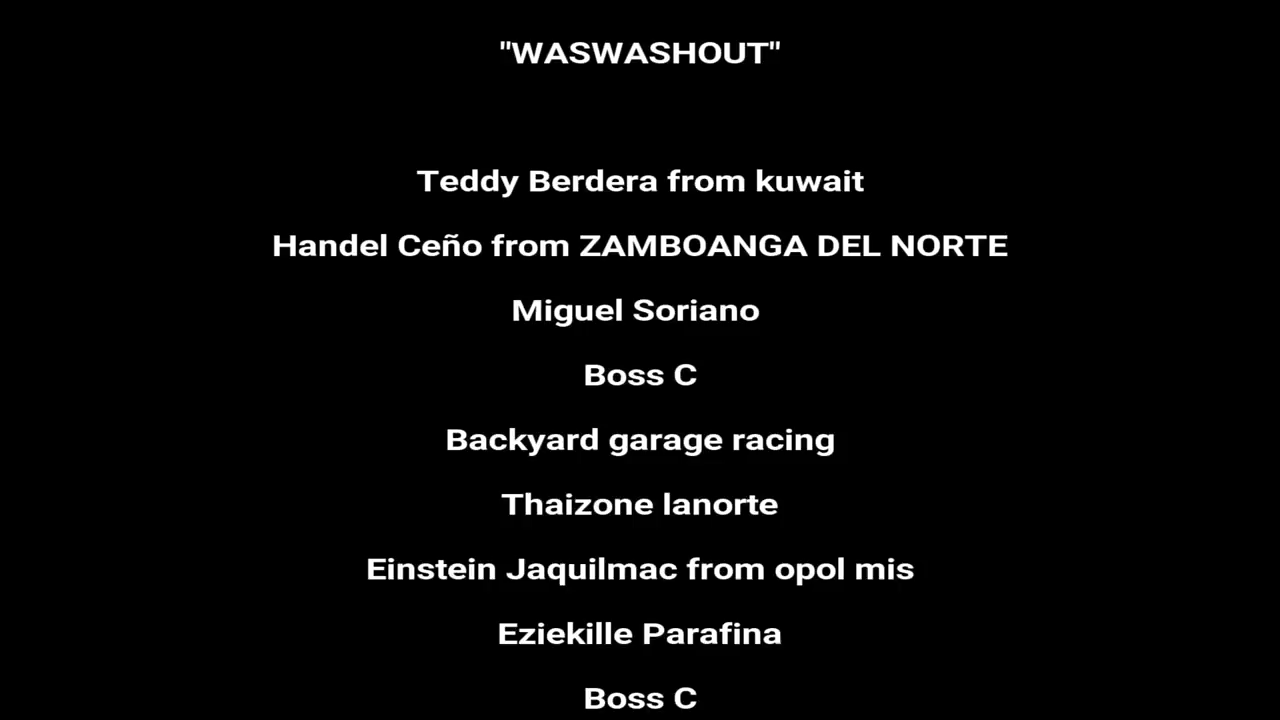 "WASWASHOUT"
Teddy Berdera from kuwait
Handel Ceño from ZAMBOANGA DEL NORTE
Miguel Soriano
Boss C
Backyard garage racing
Thaizone lanorte
Einstein Jaquilmac from opol mis
Eziekille Parafina
Boss C